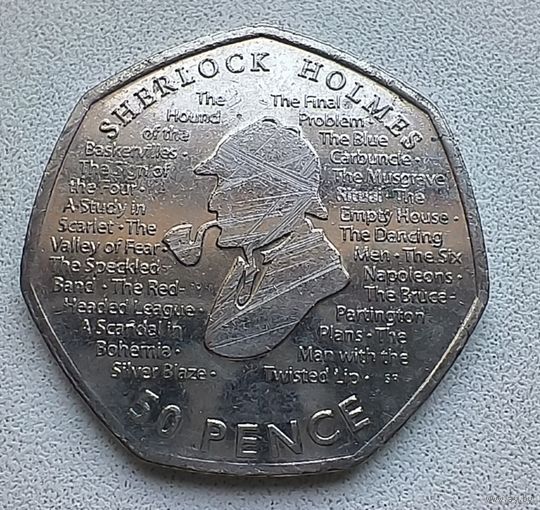 SHERLOCK HOLMES ·
The
Hound
of the
Baskervilles ·
The Sign of
the Four ·
A Study in
Scarlet · The
Valley of Fear ·
The Speckled
Band · The Red-
Headed League ·
A Scandal in
Bohemia ·
Silver Blaze ·
The Final
Problem ·
The Blue
Carbuncle ·
The Musgrave
Ritual · The
Empty House ·
The Dancing
Men · The Six
Napoleons ·
The Bruce-
Partington
Plans · The
Man with the
Twisted Lip ·
50 PENCE